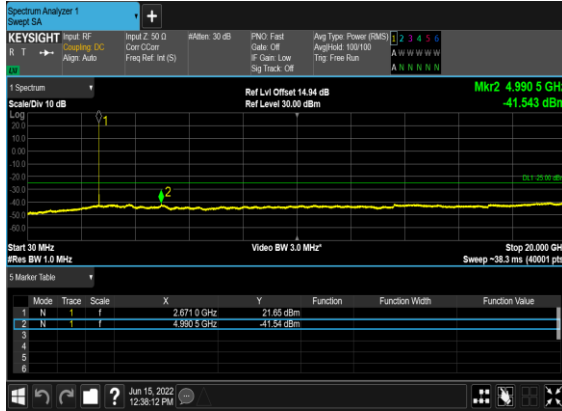 Spectrum Analyzer 1
Swept SA
+
KEYSIGHT Input: RF Input Z: 50 Ω #Atten: 30 dB PNO: Fast Avg Type: Power (RMS) 1 2 3 4 5 6
R T Coupling: DC Corr CCorr Gate: Off Avg|Hold: 100/100 A W W W W W
Align: Auto Freq Ref: Int (S) IF Gain: Low Trig: Free Run
Sig Track: Off A N N N N N
1 Spectrum Ref Lvl Offset 14.94 dB Mkr2 4.990 5 GHz
Scale/Div 10 dB Ref Level 30.00 dBm -41.543 dBm
Log
20.0
10.0
0.00
-10.0
-20.0
-30.0
-40.0
-50.0
-60.0
1
2
DL1 -25.00 dBm
Start 30 MHz Video BW 3.0 MHz* Stop 20.000 GHz
#Res BW 1.0 MHz Sweep ~38.3 ms (40001 pts)
5 Marker Table
Mode Trace Scale X Y Function Function Width Function Value
1 N 1 f 2.671 0 GHz 21.65 dBm
2 N 1 f 4.990 5 GHz -41.54 dBm
3
4
5
6
? Jun 15, 2022
12:38:12 PM